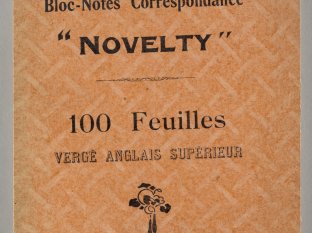 Bloc-Notes Correspondance
"NOVELTY"
100 Feuilles
VERGÉ ANGLAIS SUPÉRIEUR